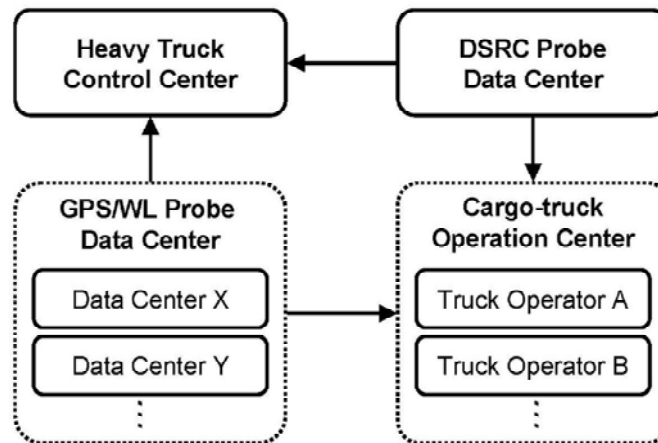 Heavy Truck
Control Center
DSRC Probe
Data Center
GPS/WL Probe
Data Center
Data Center X
Data Center Y
Cargo-truck
Operation Center
Truck Operator A
Truck Operator B